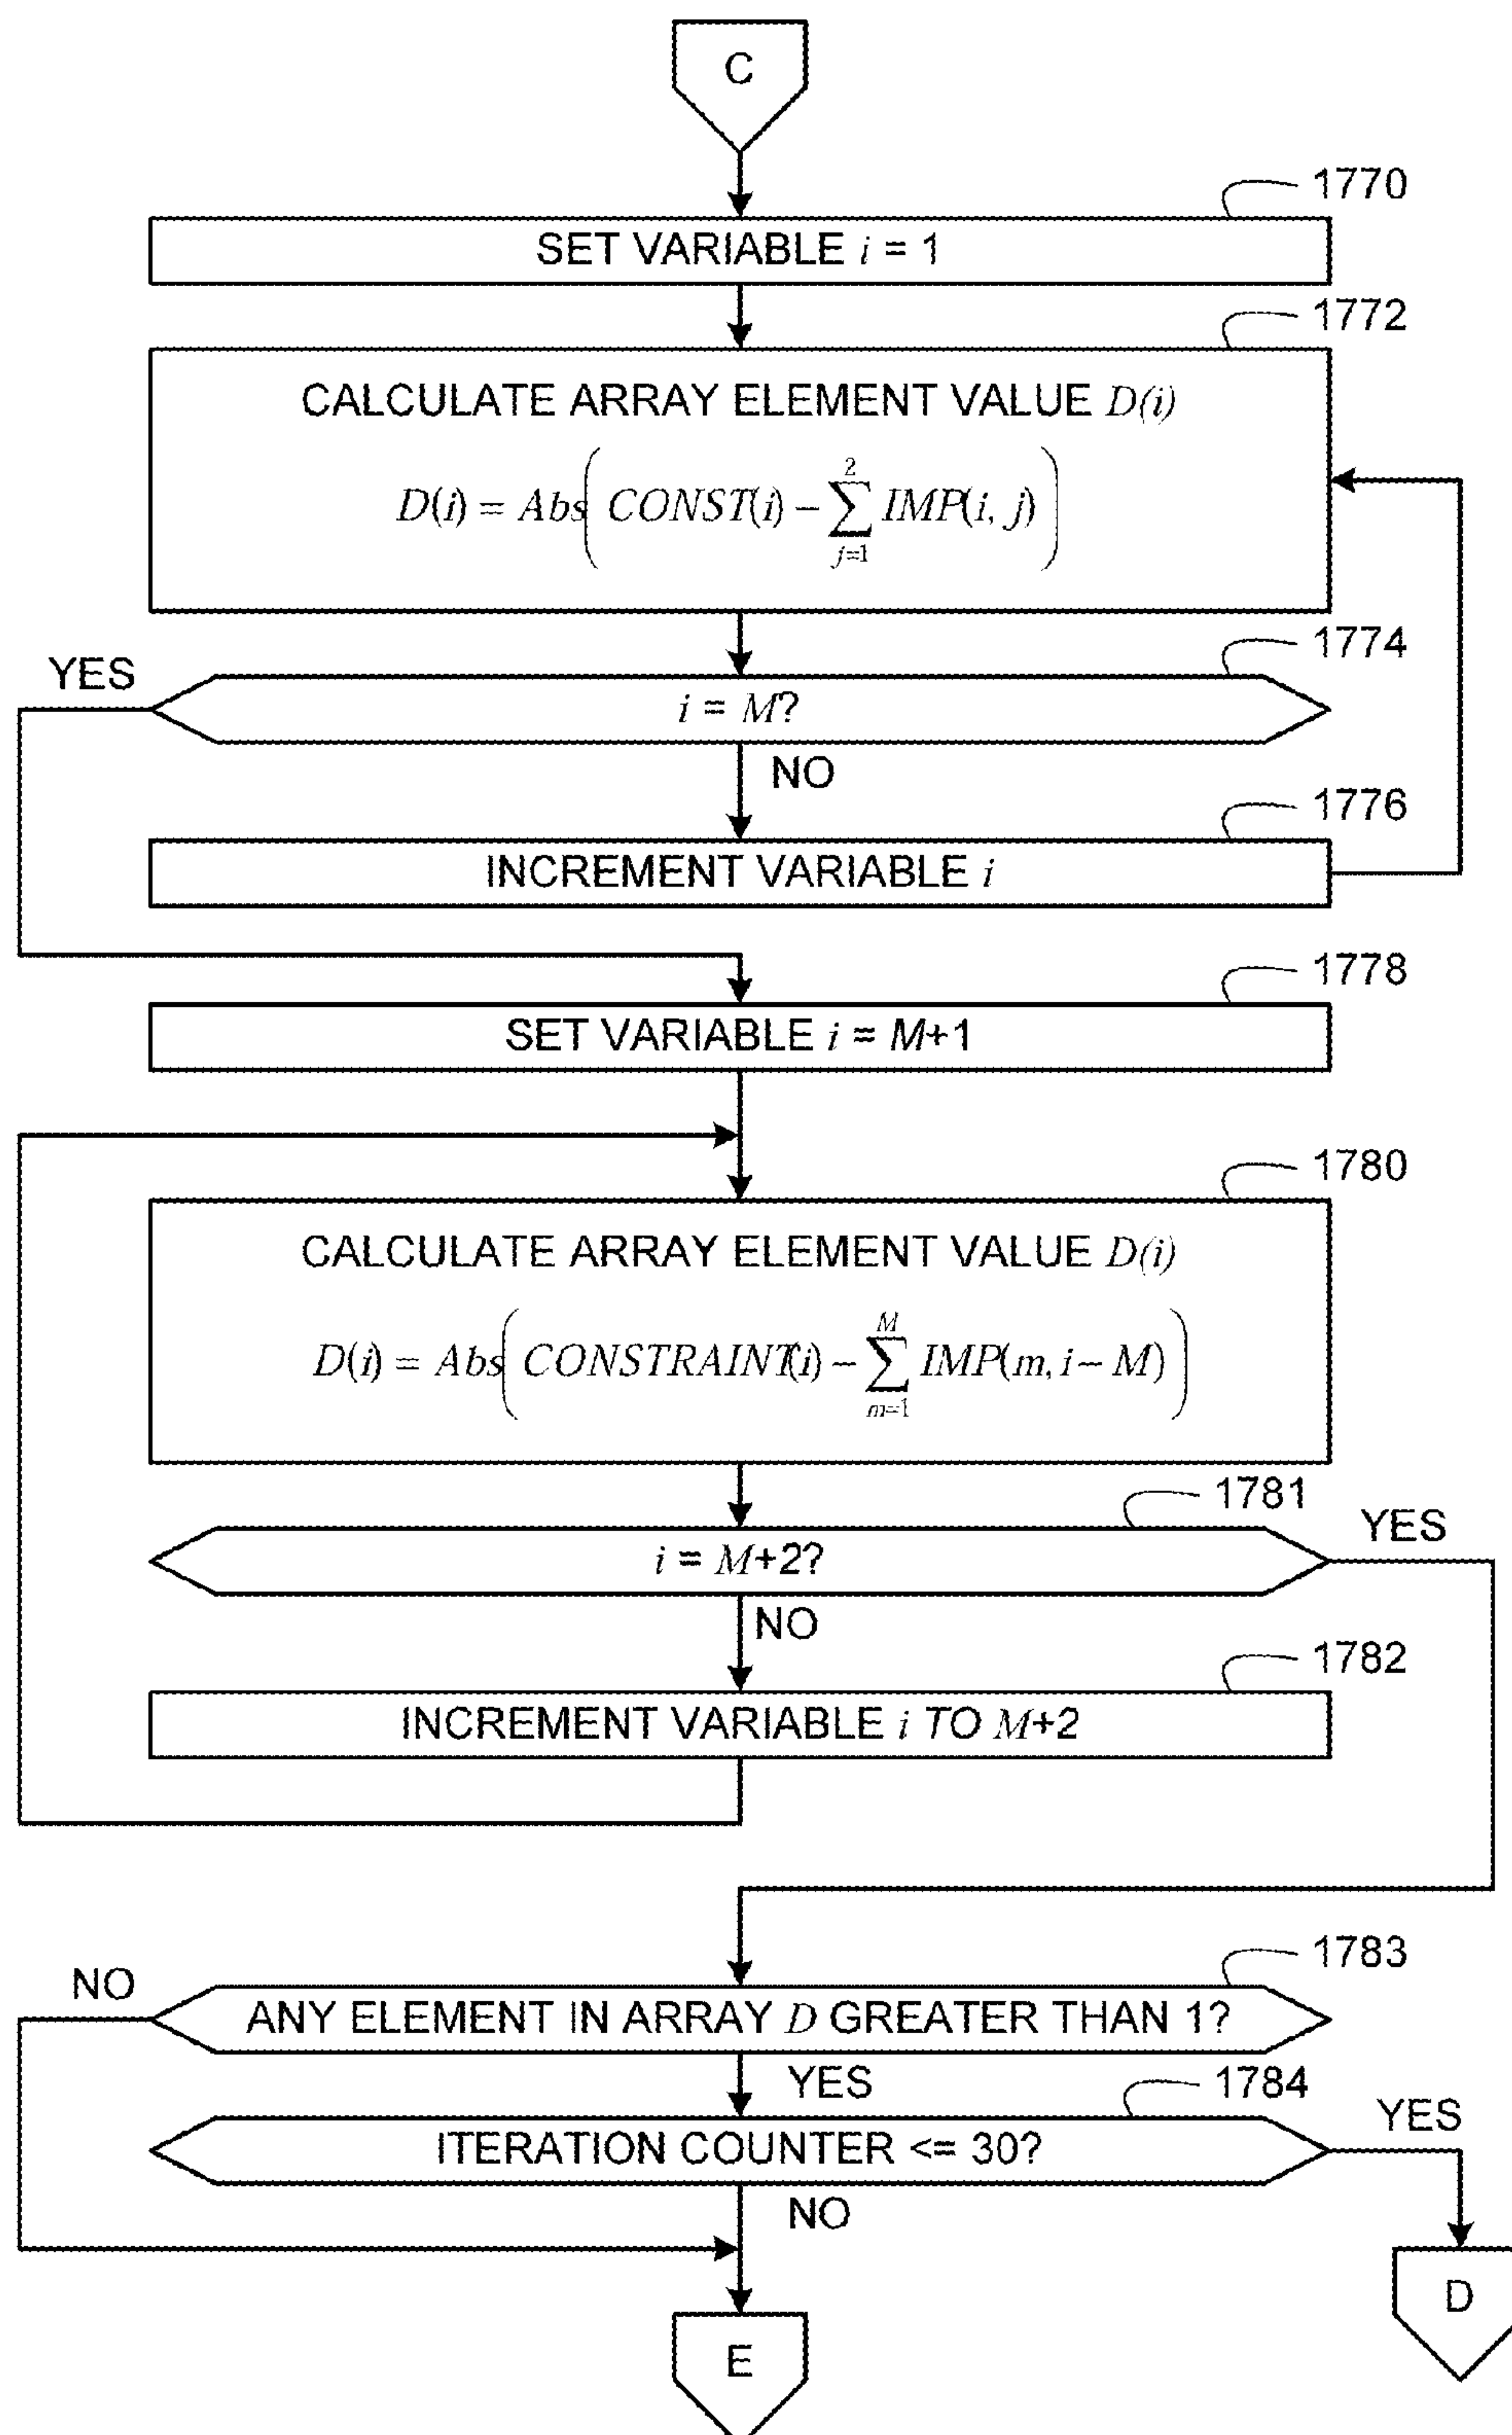 C
1770
SET VARIABLE i = 1
1772
CALCULATE ARRAY ELEMENT VALUE D(i)
D(i) = Abs( CONST(i) − ∑_{j=1}^{2} IMP(i, j) )
1774
YES
i = M?
NO
1776
INCREMENT VARIABLE i
1778
SET VARIABLE i = M+1
1780
CALCULATE ARRAY ELEMENT VALUE D(i)
D(i) = Abs( CONSTRAINT(i) − ∑_{m=1}^{M} IMP(m, i − M) )
1781
YES
i = M+2?
NO
1782
INCREMENT VARIABLE i TO M+2
1783
NO
ANY ELEMENT IN ARRAY D GREATER THAN 1?
YES
1784
YES
ITERATION COUNTER <= 30?
NO
D
E